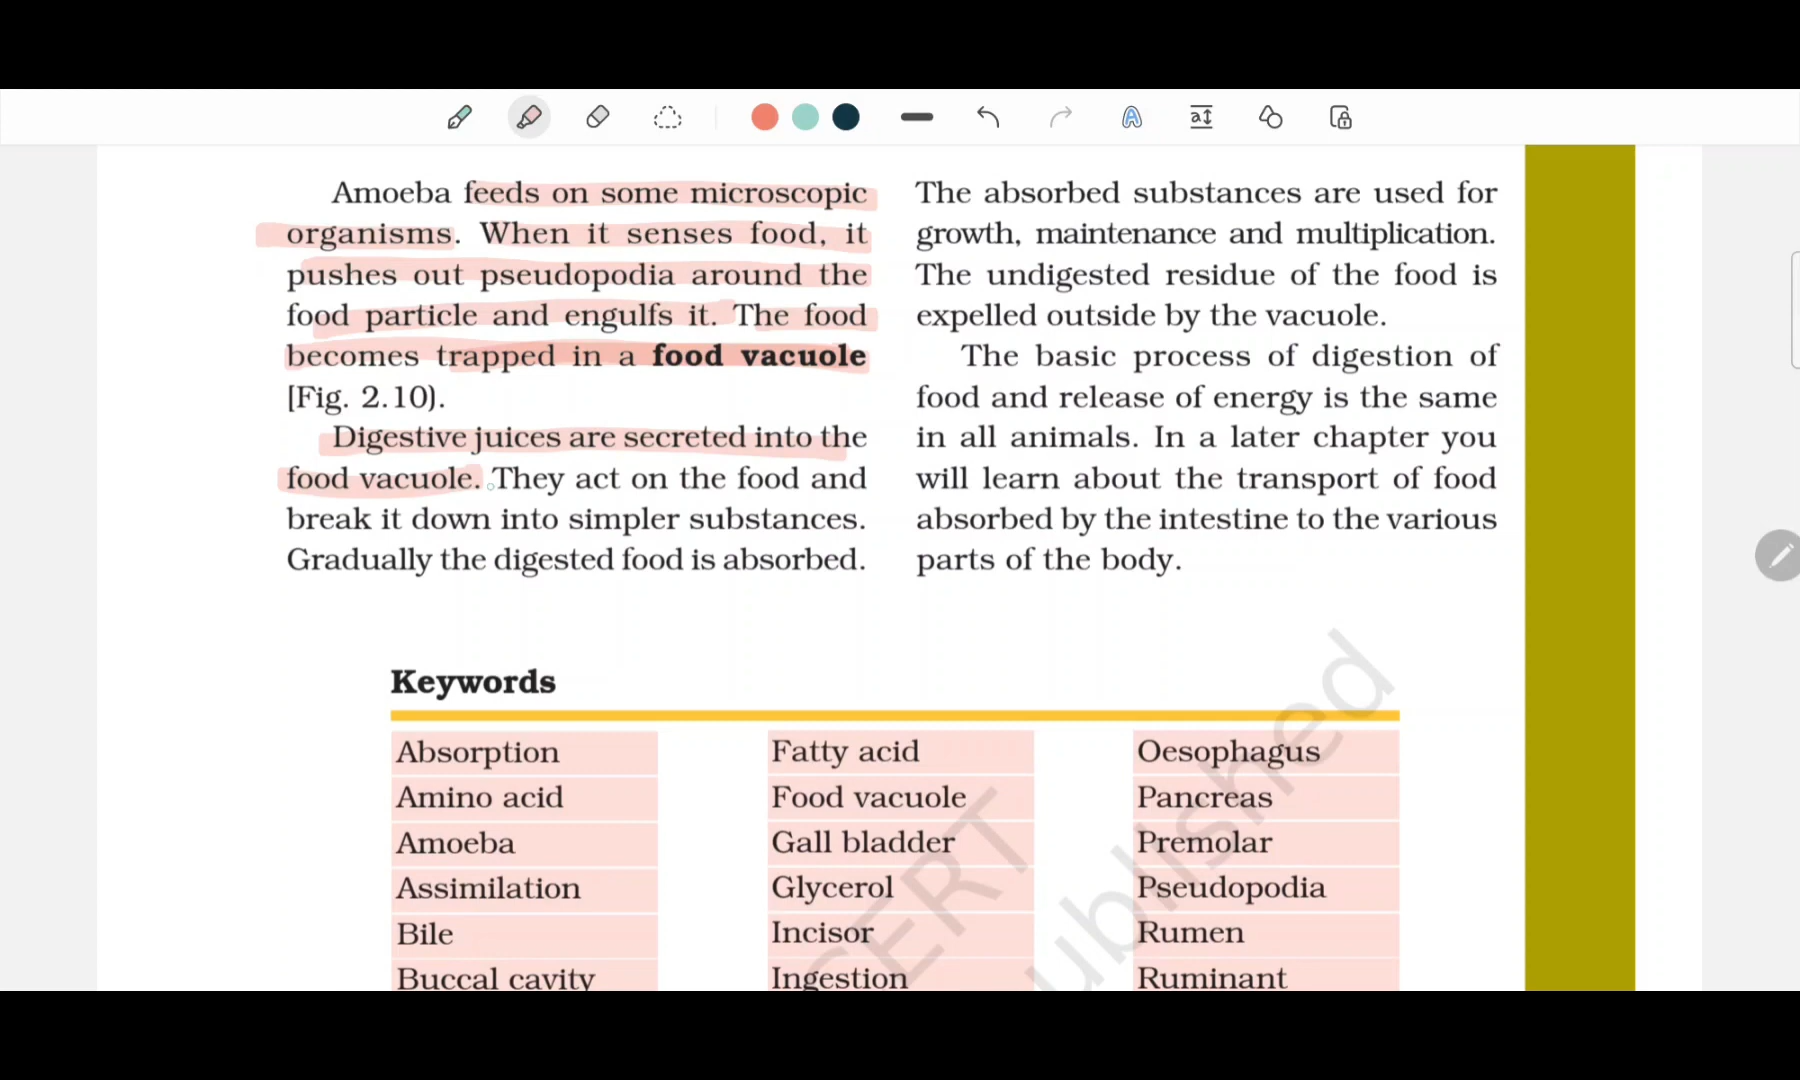 Amoeba feeds on some microscopic
organisms. When it senses food, it
pushes out pseudopodia around the
food particle and engulfs it. The food
becomes trapped in a food vacuole
[Fig. 2.10).
Digestive juices are secreted into the
food vacuole. They act on the food and
break it down into simpler substances.
Gradually the digested food is absorbed.
The absorbed substances are used for
growth, maintenance and multiplication.
The undigested residue of the food is
expelled outside by the vacuole.
The basic process of digestion of
food and release of energy is the same
in all animals. In a later chapter you
will learn about the transport of food
absorbed by the intestine to the various
parts of the body.
Keywords
Absorption
Amino acid
Amoeba
Assimilation
Bile
Buccal cavity
Fatty acid
Food vacuole
Gall bladder
Glycerol
Incisor
Ingestion
Oesophagus
Pancreas
Premolar
Pseudopodia
Rumen
Ruminant